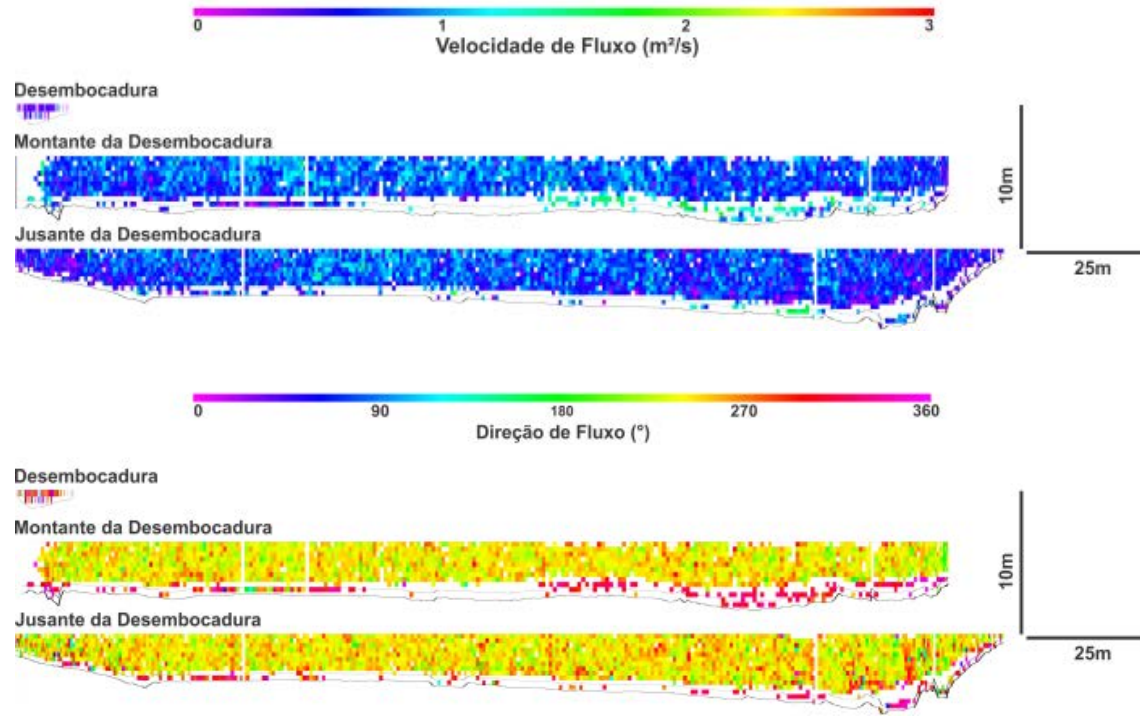 0 1 2 3
Velocidade de Fluxo (m²/s)
Desembocadura
Montante da Desembocadura
10m
Jusante da Desembocadura
25m
0 90 180 270 360
Direção de Fluxo (°)
Desembocadura
Montante da Desembocadura
10m
Jusante da Desembocadura
25m